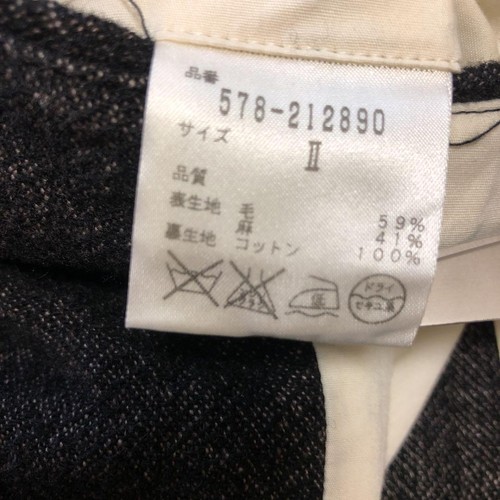 品番
578-212890
サイズ II
品質
表生地 毛 59%
麻 41%
裏生地 コットン 100%
低 ドライ
セキユ系